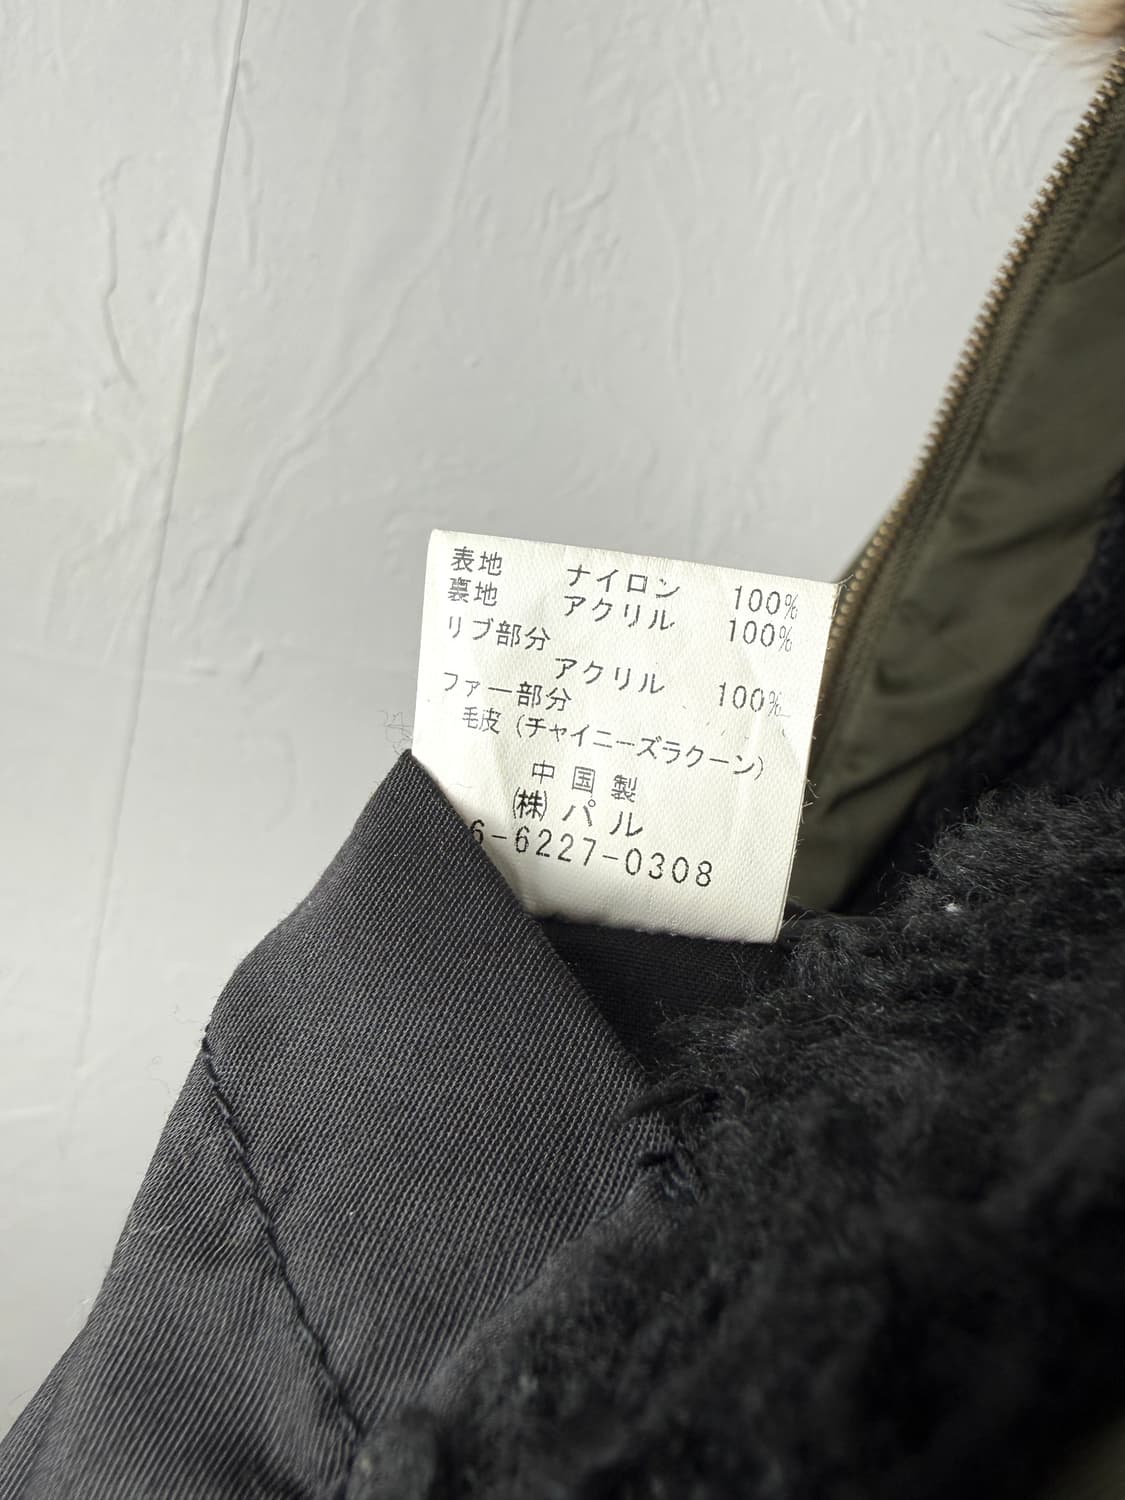 表地 ナイロン 100%
裏地 アクリル 100%
リブ部分
アクリル 100%
ファー部分
毛皮 (チャイニーズラクーン)
中国製
㈱パル
6-6227-0308